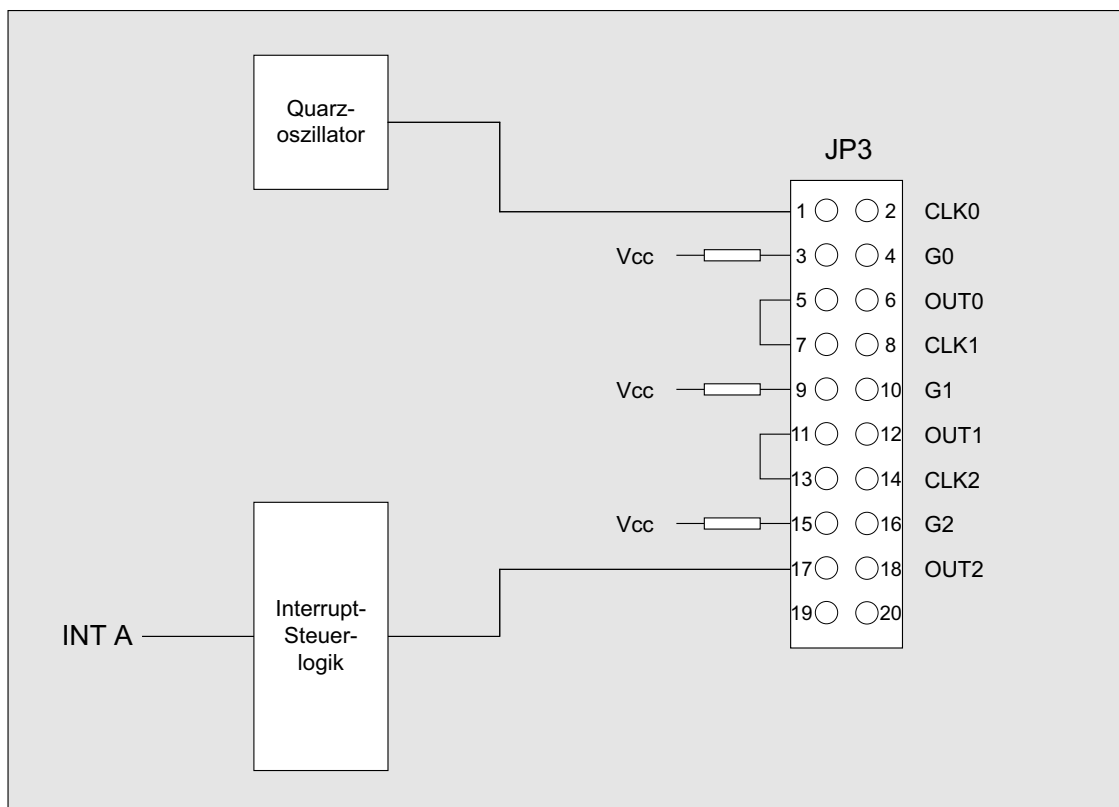 Quarz-
oszillator
JP3
1 2 CLK0
Vcc 3 4 G0
5 6 OUT0
7 8 CLK1
Vcc 9 10 G1
11 12 OUT1
13 14 CLK2
Vcc 15 16 G2
17 18 OUT2
19 20
INT A
Interrupt-
Steuer-
logik